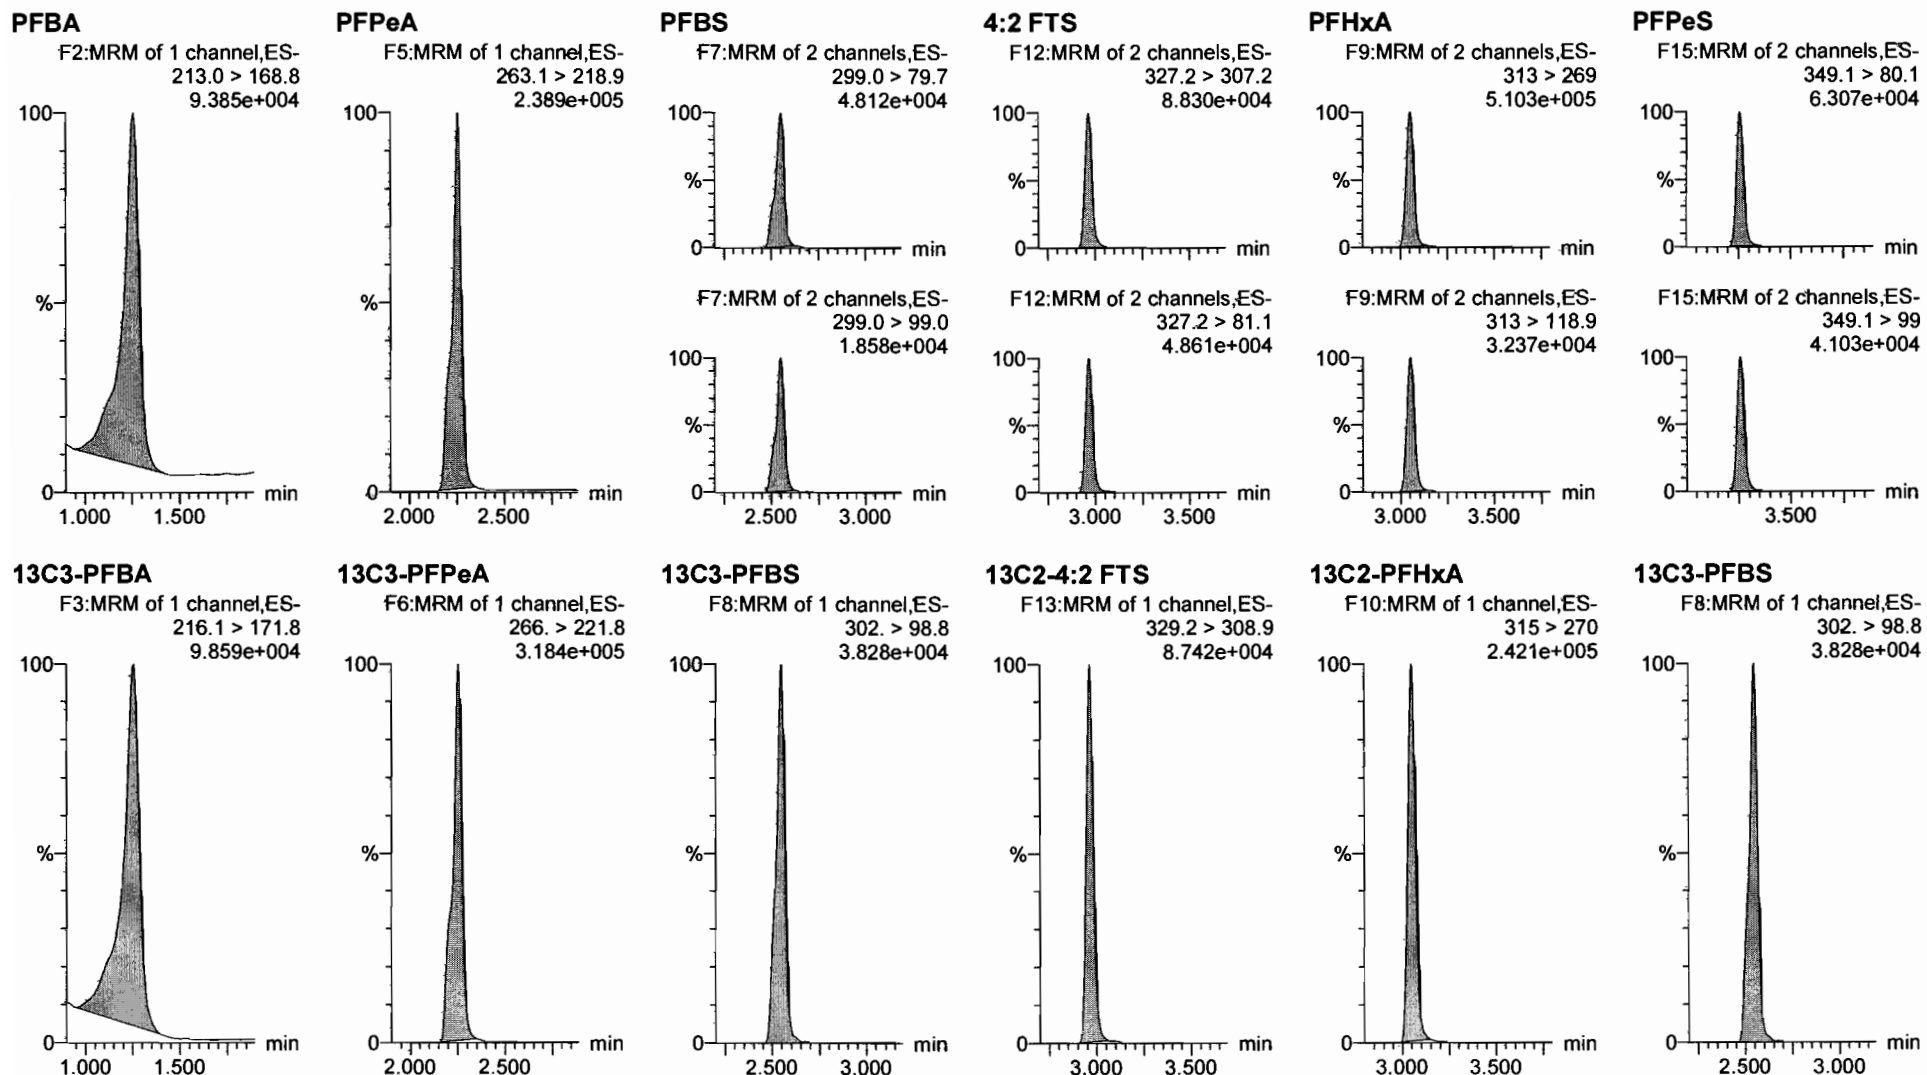 PFBA
F2:MRM of 1 channel,ES-
213.0 > 168.8
9.385e+004
100
%
0
min
1.000 1.500
PFPeA
F5:MRM of 1 channel,ES-
263.1 > 218.9
2.389e+005
100
%
0
min
2.000 2.500
PFBS
F7:MRM of 2 channels,ES-
299.0 > 79.7
4.812e+004
100
%
0
min
F7:MRM of 2 channels,ES-
299.0 > 99.0
1.858e+004
100
%
0
min
2.500 3.000
4:2 FTS
F12:MRM of 2 channels,ES-
327.2 > 307.2
8.830e+004
100
%
0
min
F12:MRM of 2 channels,ES-
327.2 > 81.1
4.861e+004
100
%
0
min
3.000 3.500
PFHxA
F9:MRM of 2 channels,ES-
313 > 269
5.103e+005
100
%
0
min
F9:MRM of 2 channels,ES-
313 > 118.9
3.237e+004
100
%
0
min
3.000 3.500
PFPeS
F15:MRM of 2 channels,ES-
349.1 > 80.1
6.307e+004
100
%
0
min
F15:MRM of 2 channels,ES-
349.1 > 99
4.103e+004
100
%
0
min
3.500
13C3-PFBA
F3:MRM of 1 channel,ES-
216.1 > 171.8
9.859e+004
100
%
0
min
1.000 1.500
13C3-PFPeA
F6:MRM of 1 channel,ES-
266. > 221.8
3.184e+005
100
%
0
min
2.000 2.500
13C3-PFBS
F8:MRM of 1 channel,ES-
302. > 98.8
3.828e+004
100
%
0
min
2.500 3.000
13C2-4:2 FTS
F13:MRM of 1 channel,ES-
329.2 > 308.9
8.742e+004
100
%
0
min
3.000 3.500
13C2-PFHxA
F10:MRM of 1 channel,ES-
315 > 270
2.421e+005
100
%
0
min
3.000 3.500
13C3-PFBS
F8:MRM of 1 channel,ES-
302. > 98.8
3.828e+004
100
%
0
min
2.500 3.000